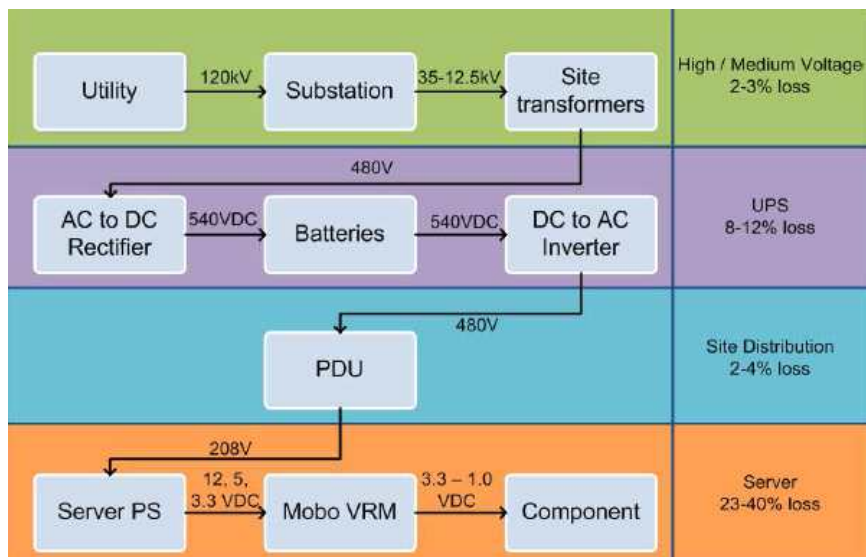 Utility
120kV
Substation
35-12.5kV
Site
transformers
High / Medium Voltage
2-3% loss
480V
AC to DC
Rectifier
540VDC
Batteries
540VDC
DC to AC
Inverter
UPS
8-12% loss
480V
PDU
Site Distribution
2-4% loss
208V
Server PS
12, 5,
3.3 VDC
Mobo VRM
3.3 – 1.0
VDC
Component
Server
23-40% loss